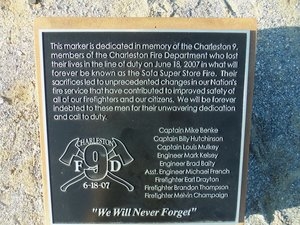 This marker is dedicated in memory of the Charleston 9,
members of the Charleston Fire Department who lost
their lives in the line of duty on June 18, 2007 in what will
forever be known as the Sofa Super Store Fire. Their
sacrifices led to unprecedented changes in our Nation's
fire service that have contributed to improved safety of
all of our firefighters and our citizens. We will be forever
indebted to these men for their unwavering dedication
and call to duty.
CHARLESTON
F 9 D
6-18-07
Captain Mike Benke
Captain Billy Hutchinson
Captain Louis Mulkey
Engineer Mark Kelsey
Engineer Brad Baity
Asst. Engineer Michael French
Firefighter Earl Drayton
Firefighter Brandon Thompson
Firefighter Melvin Champaign
"We Will Never Forget"